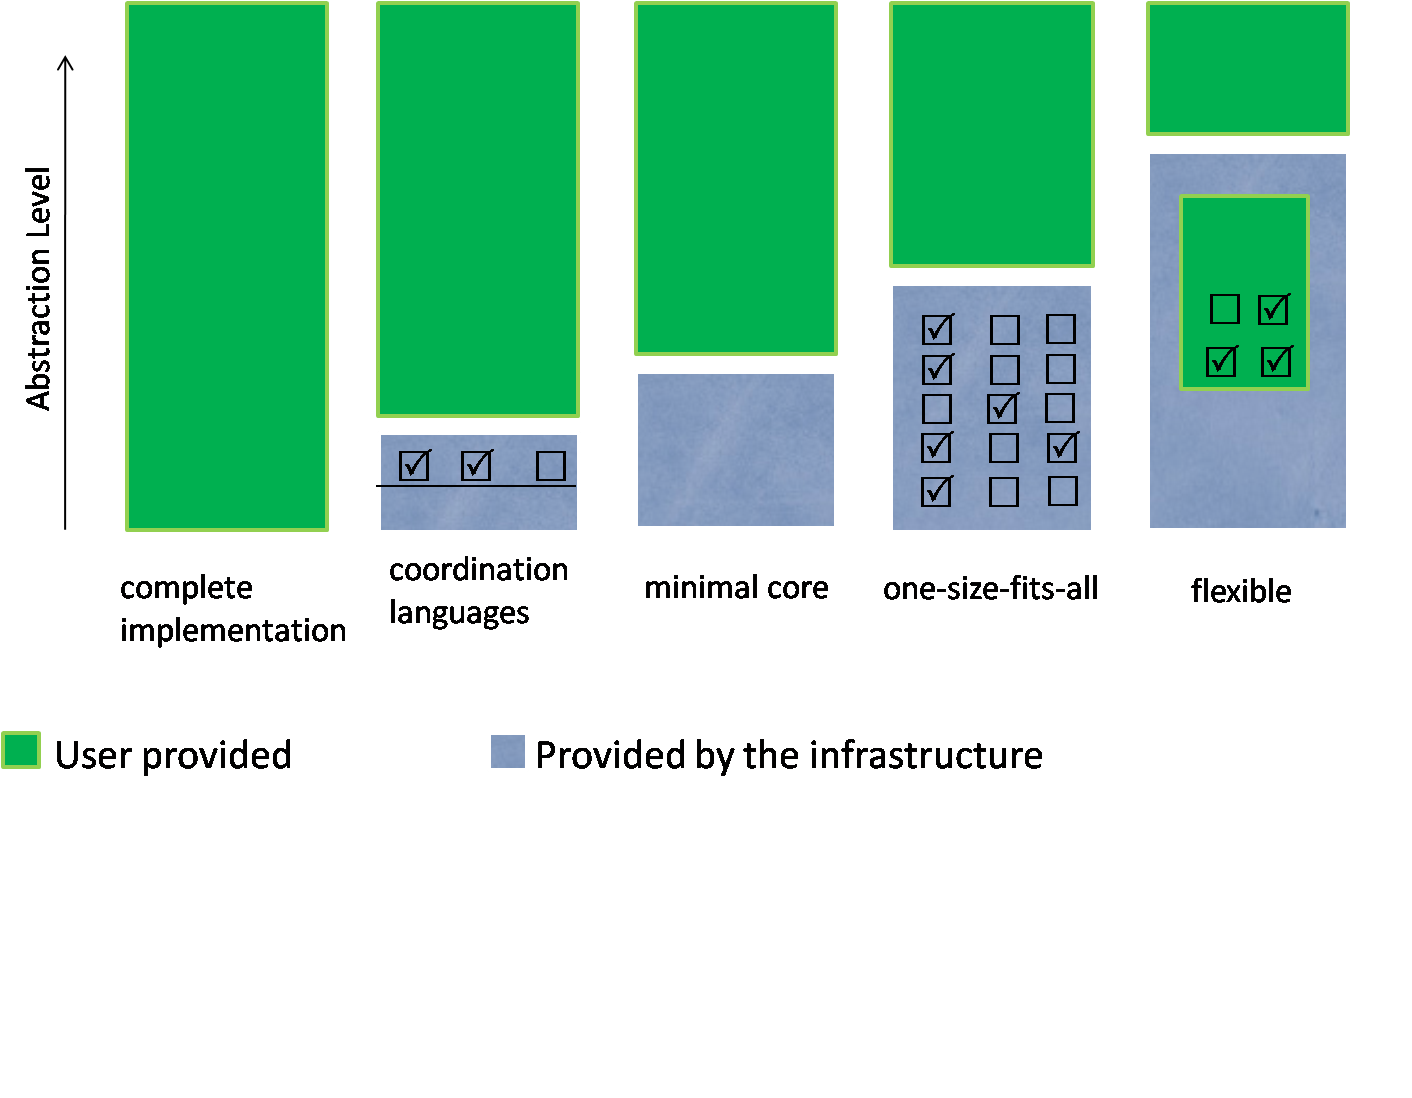 Abstraction Level
complete
implementation
coordination
languages
minimal core
one-size-fits-all
flexible
User provided
Provided by the infrastructure